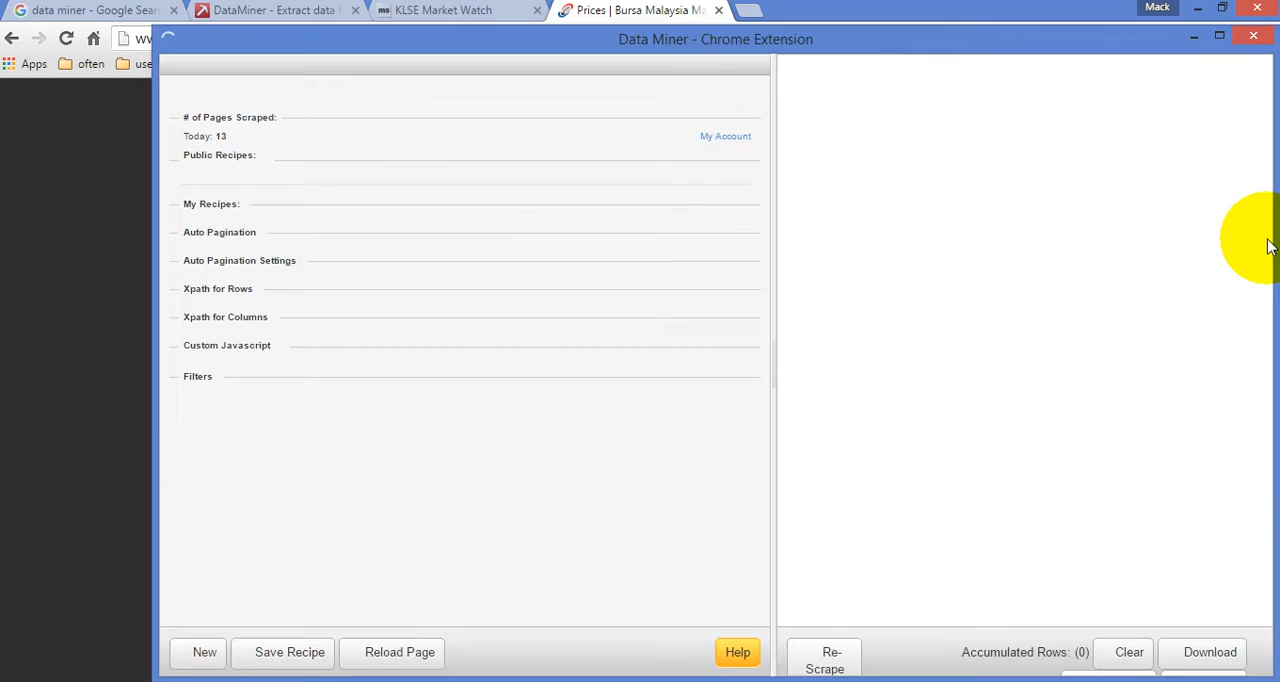 data miner - Google Sear
DataMiner - Extract data f
KLSE Market Watch
Prices | Bursa Malaysia Ma
Mack
ww
Data Miner - Chrome Extension
Apps
often
use
# of Pages Scraped:
Today: 13
My Account
Public Recipes:
My Recipes:
Auto Pagination
Auto Pagination Settings
Xpath for Rows
Xpath for Columns
Custom Javascript
Filters
New
Save Recipe
Reload Page
Help
Re-
Scrape
Accumulated Rows: (0)
Clear
Download